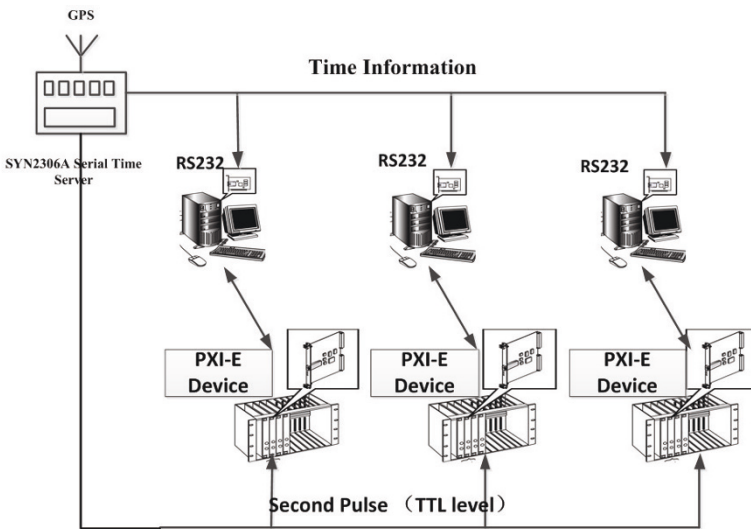 GPS
Time Information
SYN2306A Serial Time
Server
RS232
RS232
RS232
PXI-E
Device
PXI-E
Device
PXI-E
Device
Second Pulse （TTL level）